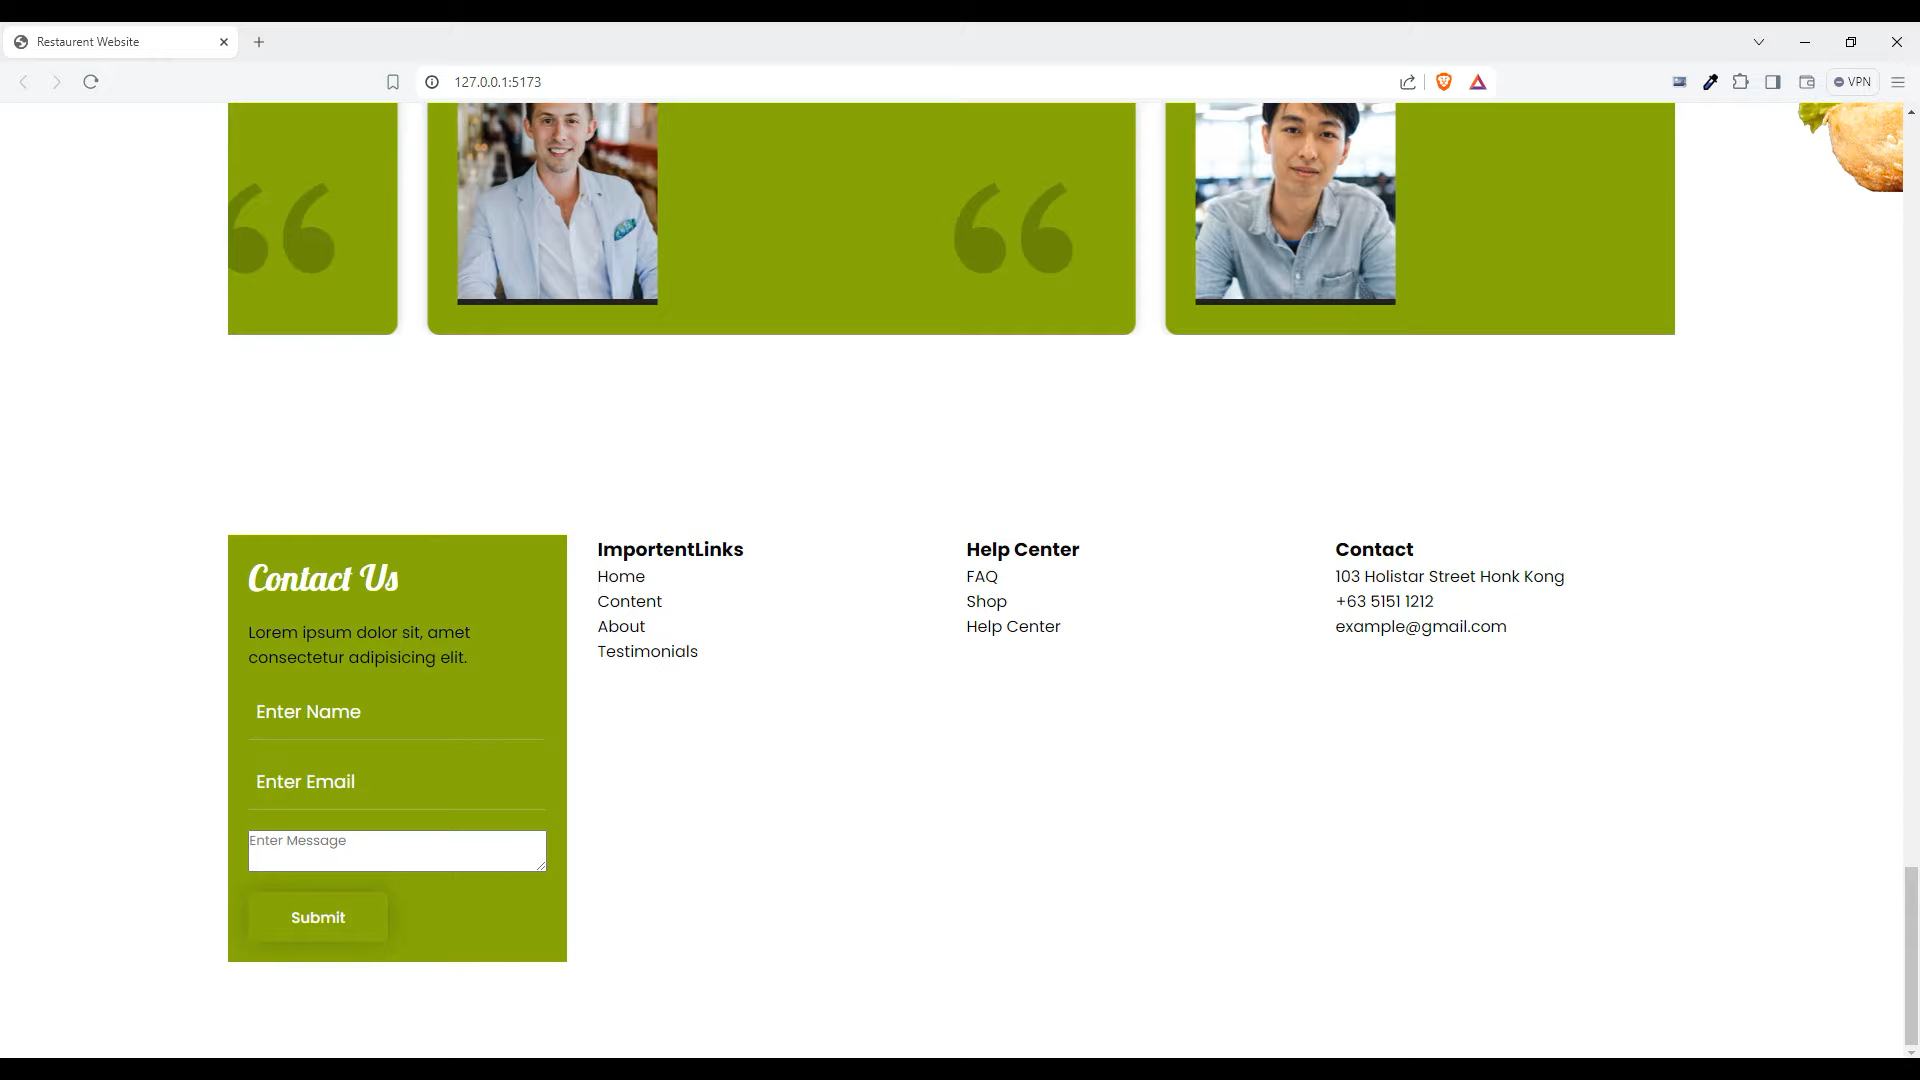 Restaurent Website
127.0.0.1:5173
VPN
Contact Us
Lorem ipsum dolor sit, amet
consectetur adipisicing elit.
Enter Name
Enter Email
Enter Message
Submit
ImportentLinks
Home
Content
About
Testimonials
Help Center
FAQ
Shop
Help Center
Contact
103 Holistar Street Honk Kong
+63 5151 1212
example@gmail.com